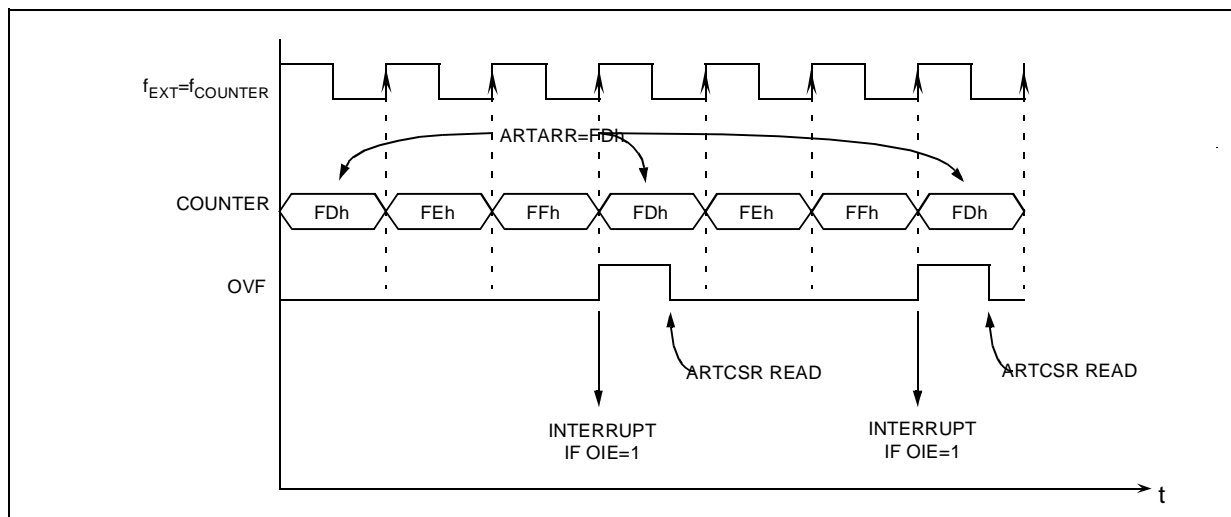 fEXT=fCOUNTER
ARTARR=FDh
COUNTER
FDh
FEh
FFh
FDh
FEh
FFh
FDh
OVF
ARTCSR READ
ARTCSR READ
INTERRUPT
IF OIE=1
INTERRUPT
IF OIE=1
t